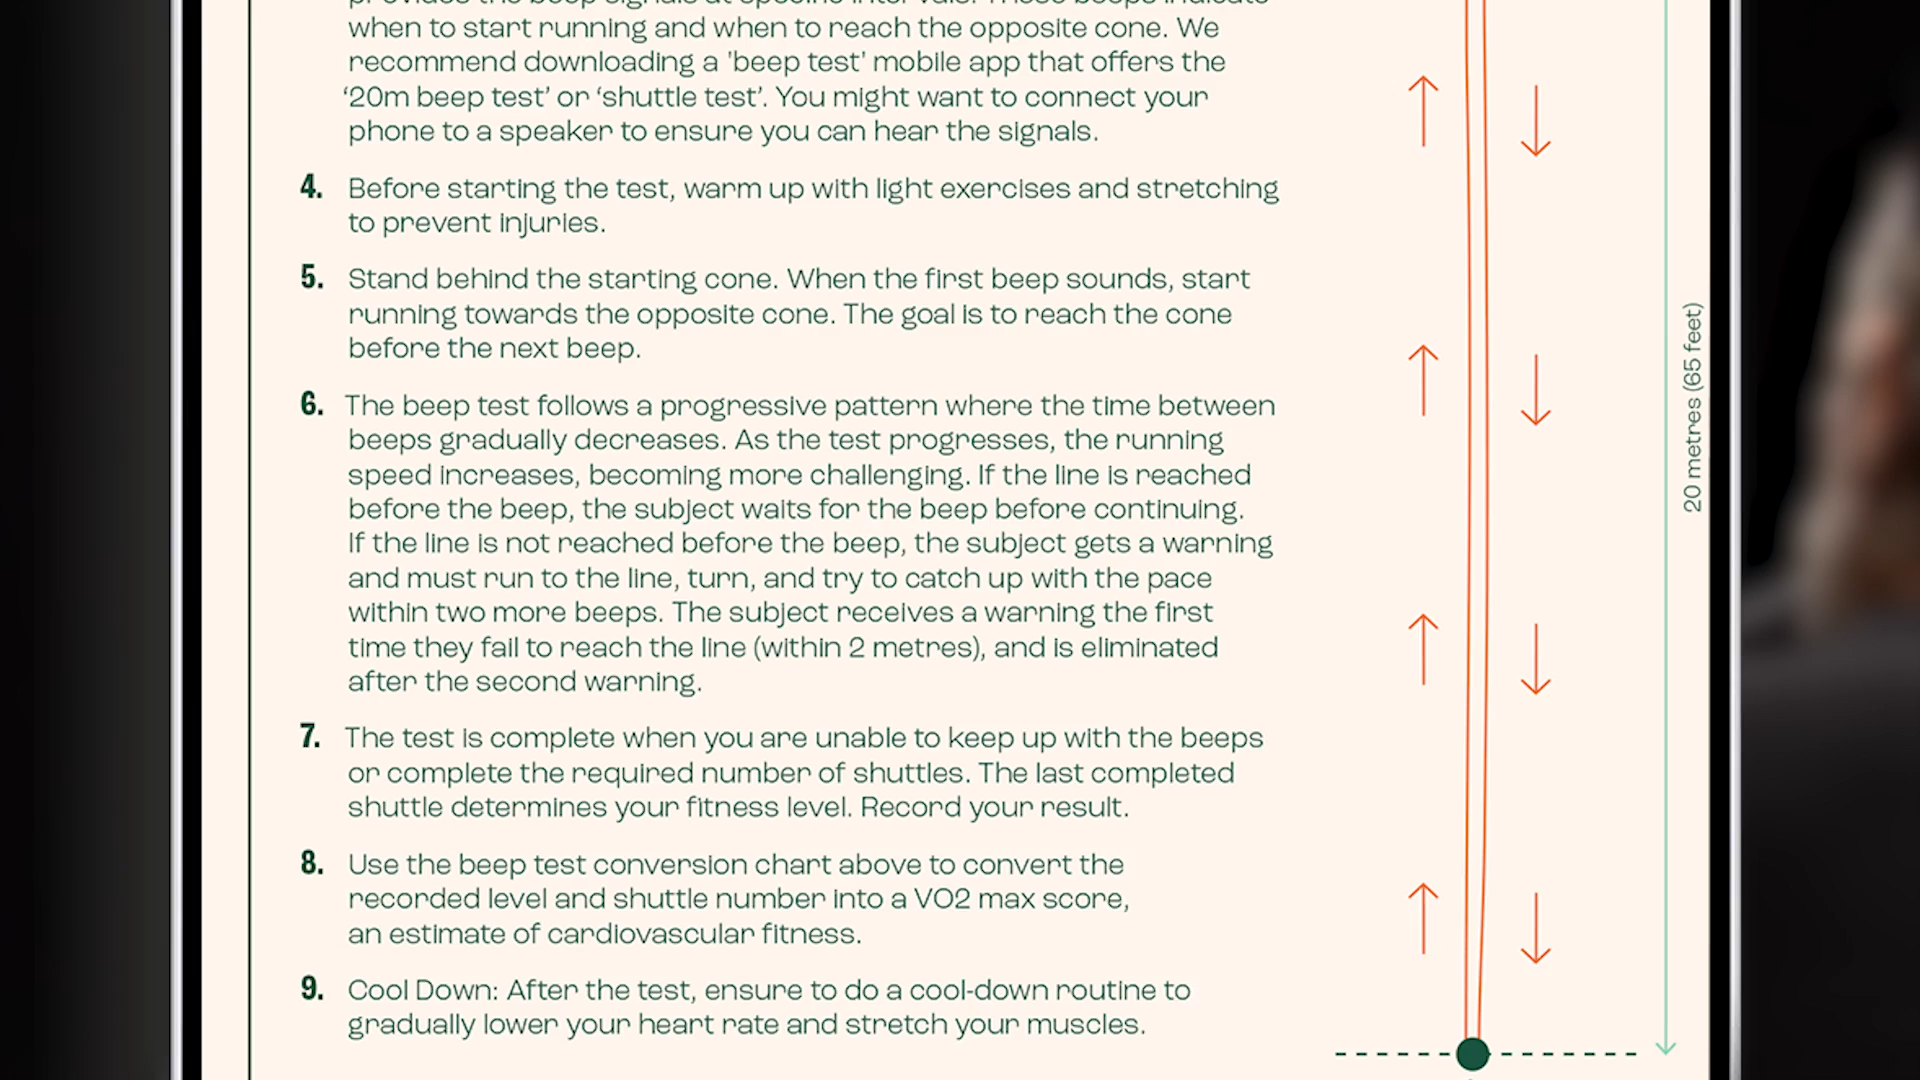 provides the beep signals at specific intervals. These beeps indicate
when to start running and when to reach the opposite cone. We
recommend downloading a 'beep test' mobile app that offers the
‘20m beep test’ or ‘shuttle test’. You might want to connect your
phone to a speaker to ensure you can hear the signals.
4. Before starting the test, warm up with light exercises and stretching
to prevent injuries.
5. Stand behind the starting cone. When the first beep sounds, start
running towards the opposite cone. The goal is to reach the cone
before the next beep.
6. The beep test follows a progressive pattern where the time between
beeps gradually decreases. As the test progresses, the running
speed increases, becoming more challenging. If the line is reached
before the beep, the subject waits for the beep before continuing.
If the line is not reached before the beep, the subject gets a warning
and must run to the line, turn, and try to catch up with the pace
within two more beeps. The subject receives a warning the first
time they fail to reach the line (within 2 metres), and is eliminated
after the second warning.
7. The test is complete when you are unable to keep up with the beeps
or complete the required number of shuttles. The last completed
shuttle determines your fitness level. Record your result.
8. Use the beep test conversion chart above to convert the
recorded level and shuttle number into a VO2 max score,
an estimate of cardiovascular fitness.
9. Cool Down: After the test, ensure to do a cool-down routine to
gradually lower your heart rate and stretch your muscles.
20 metres (65 feet)